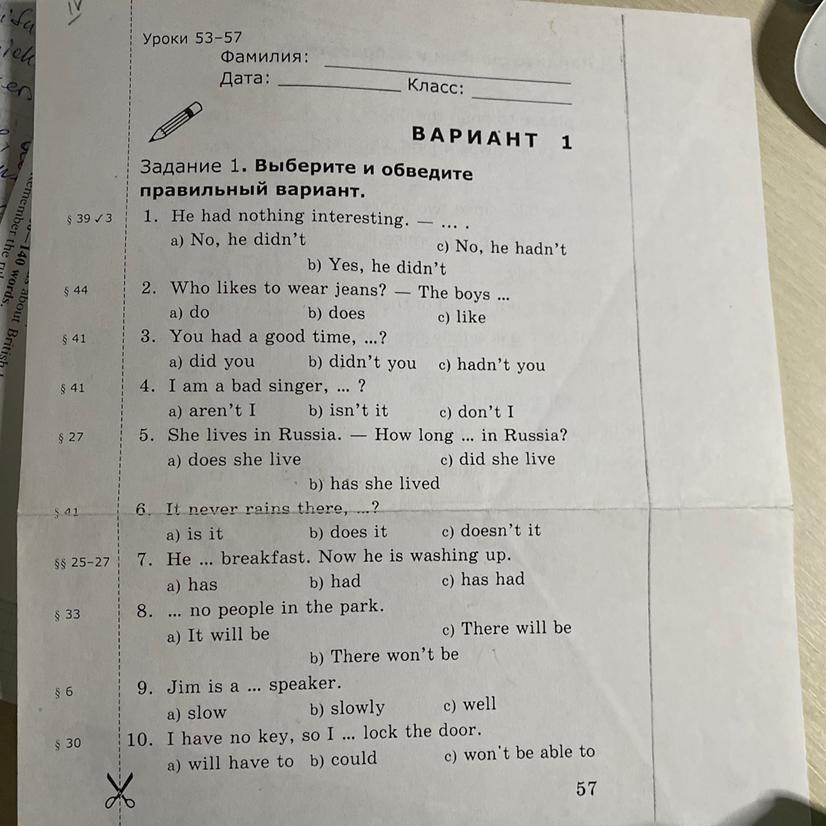 Уроки 53–57
Фамилия:
Дата: Класс:
ВАРИАНТ 1
Задание 1. Выберите и обведите
правильный вариант.
§ 39 ✓ 3 1. He had nothing interesting. — ... .
a) No, he didn't c) No, he hadn't
b) Yes, he didn't
§ 44 2. Who likes to wear jeans? — The boys ...
a) do b) does c) like
§ 41 3. You had a good time, ...?
a) did you b) didn't you c) hadn't you
§ 41 4. I am a bad singer, ... ?
a) aren't I b) isn't it c) don't I
§ 27 5. She lives in Russia. — How long ... in Russia?
a) does she live c) did she live
b) has she lived
§ 41 6. It never rains there, ...?
a) is it b) does it c) doesn't it
§§ 25–27 7. He ... breakfast. Now he is washing up.
a) has b) had c) has had
§ 33 8. ... no people in the park.
a) It will be c) There will be
b) There won't be
§ 6 9. Jim is a ... speaker.
a) slow b) slowly c) well
§ 30 10. I have no key, so I ... lock the door.
a) will have to b) could c) won't be able to
57
140 words.
about British